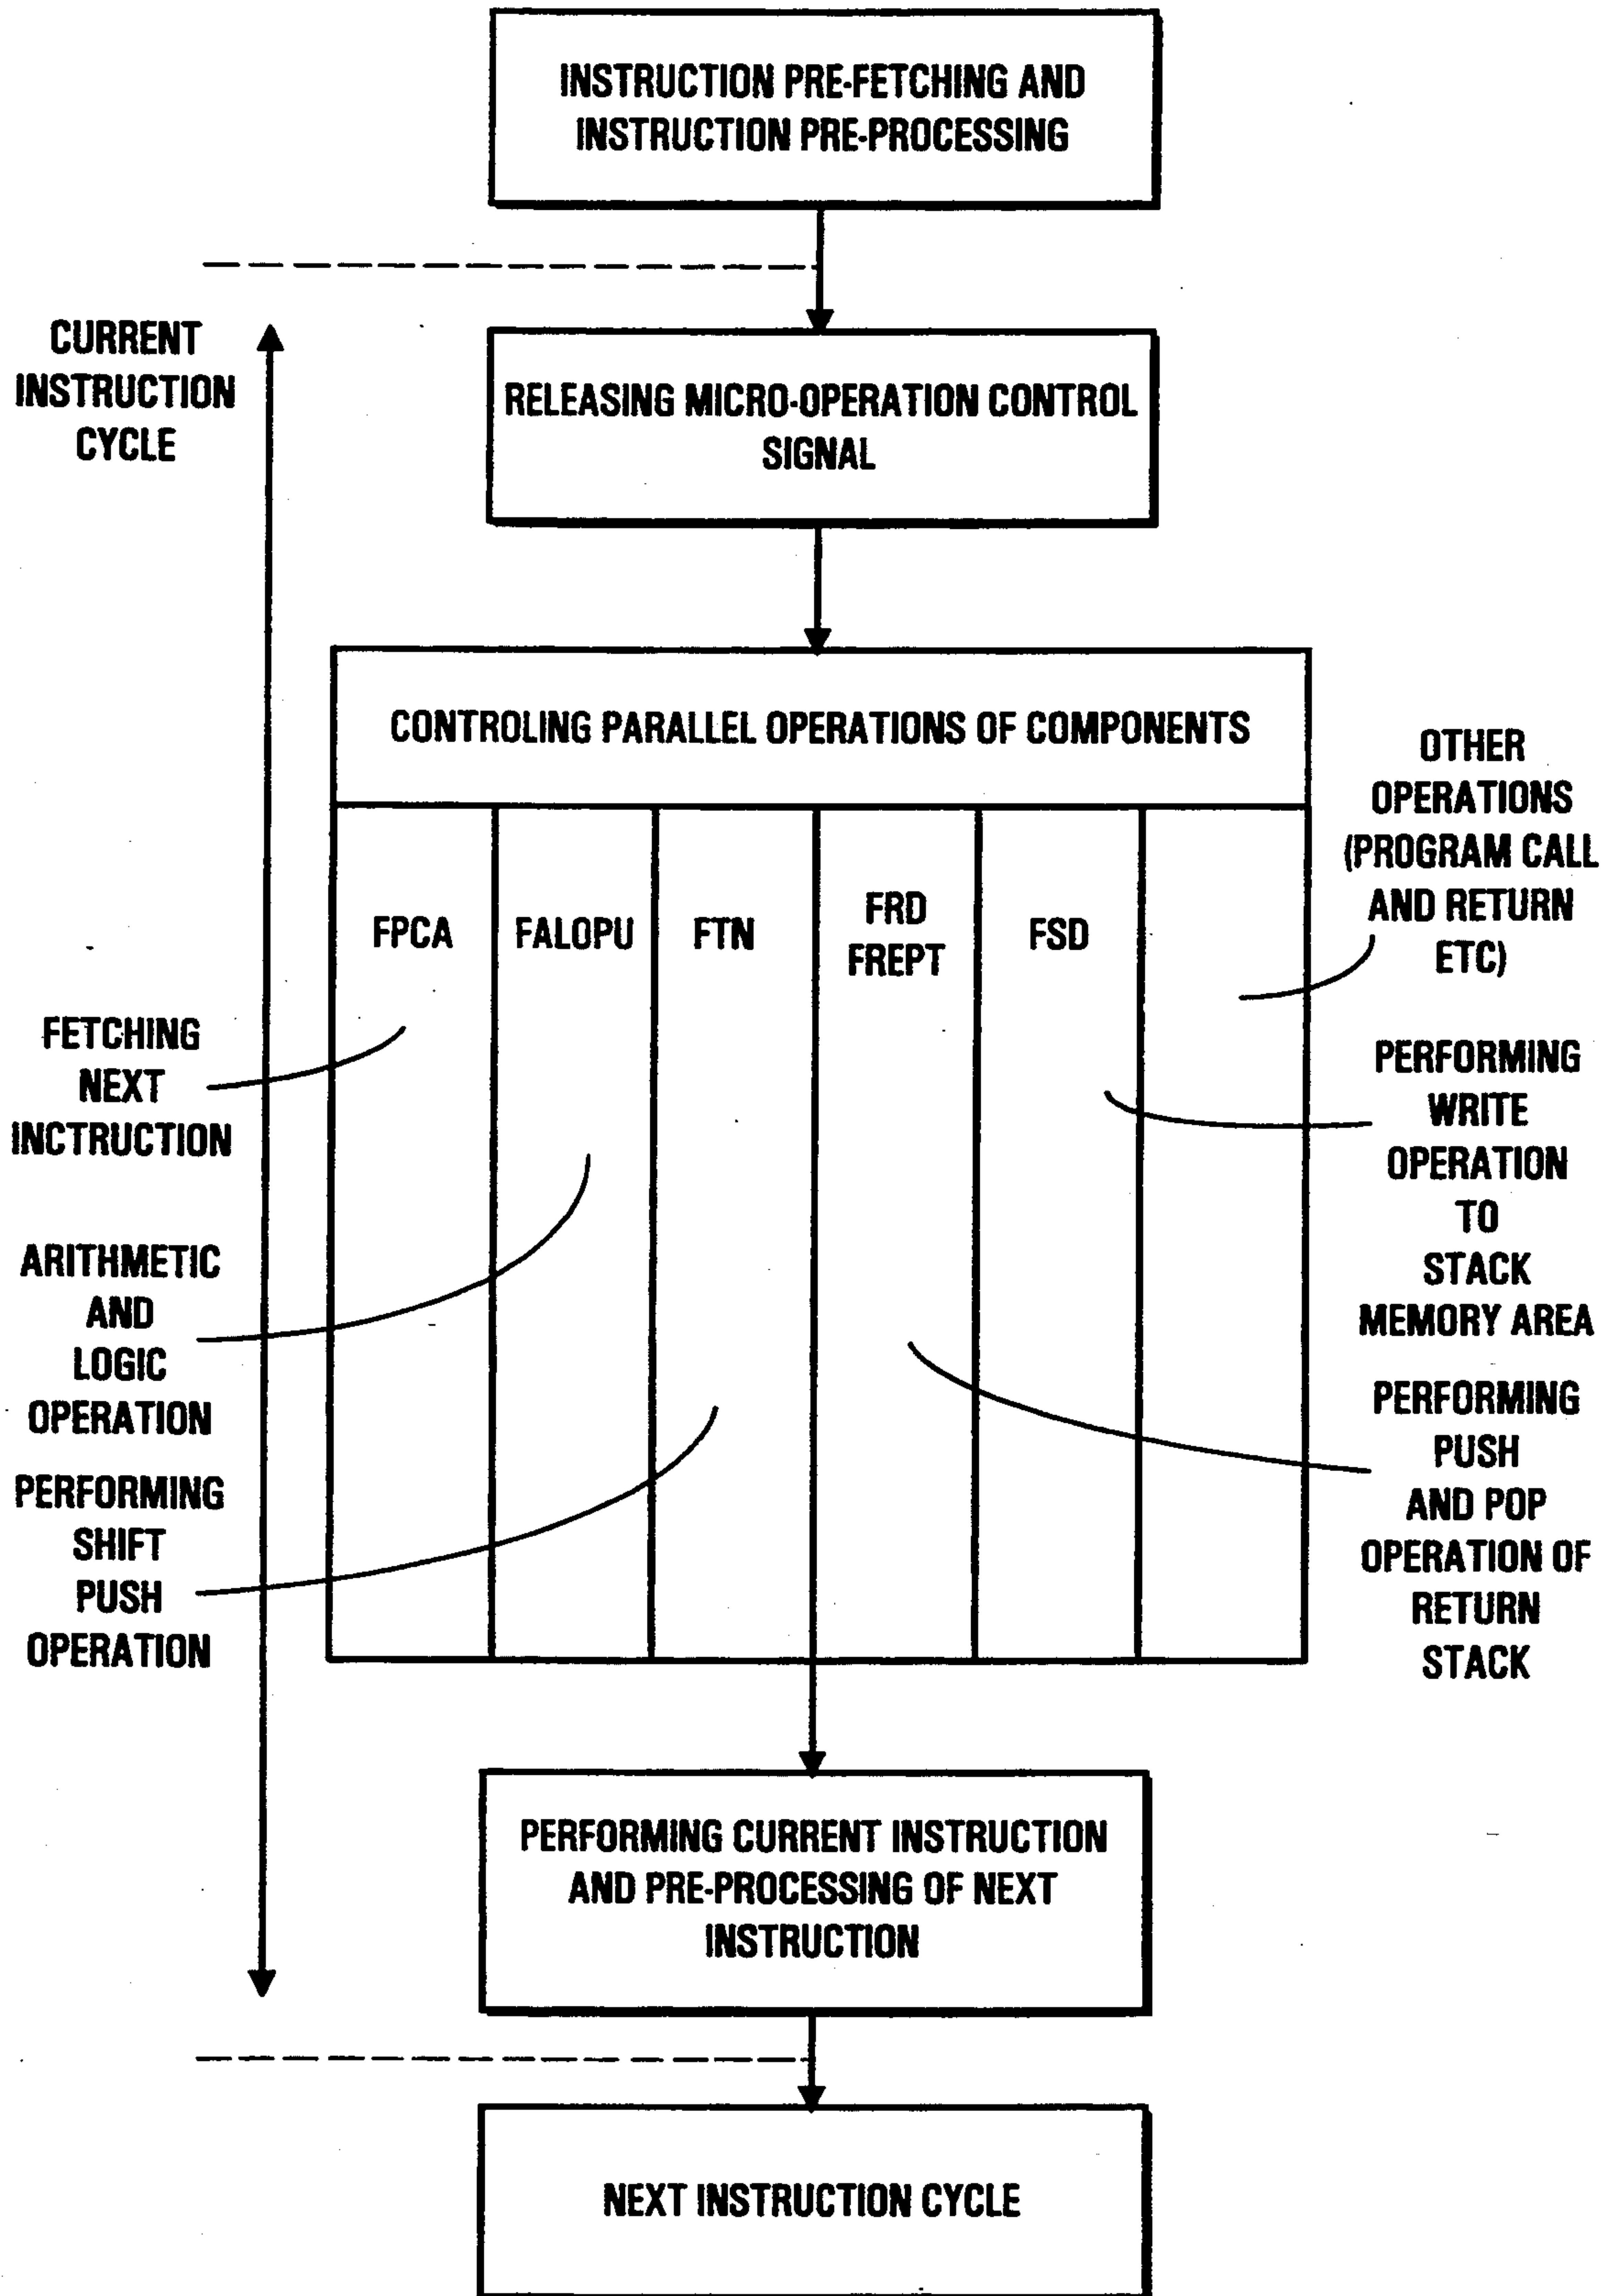 INSTRUCTION PRE-FETCHING AND
INSTRUCTION PRE-PROCESSING
CURRENT
INSTRUCTION
CYCLE
RELEASING MICRO-OPERATION CONTROL
SIGNAL
CONTROLING PARALLEL OPERATIONS OF COMPONENTS
FPCA
FALOPU
FTN
FRD
FREPT
FSD
OTHER
OPERATIONS
(PROGRAM CALL
AND RETURN
ETC)
FETCHING
NEXT
INCTRUCTION
ARITHMETIC
AND
LOGIC
OPERATION
PERFORMING
SHIFT
PUSH
OPERATION
PERFORMING
WRITE
OPERATION
TO
STACK
MEMORY AREA
PERFORMING
PUSH
AND POP
OPERATION OF
RETURN
STACK
PERFORMING CURRENT INSTRUCTION
AND PRE-PROCESSING OF NEXT
INSTRUCTION
NEXT INSTRUCTION CYCLE